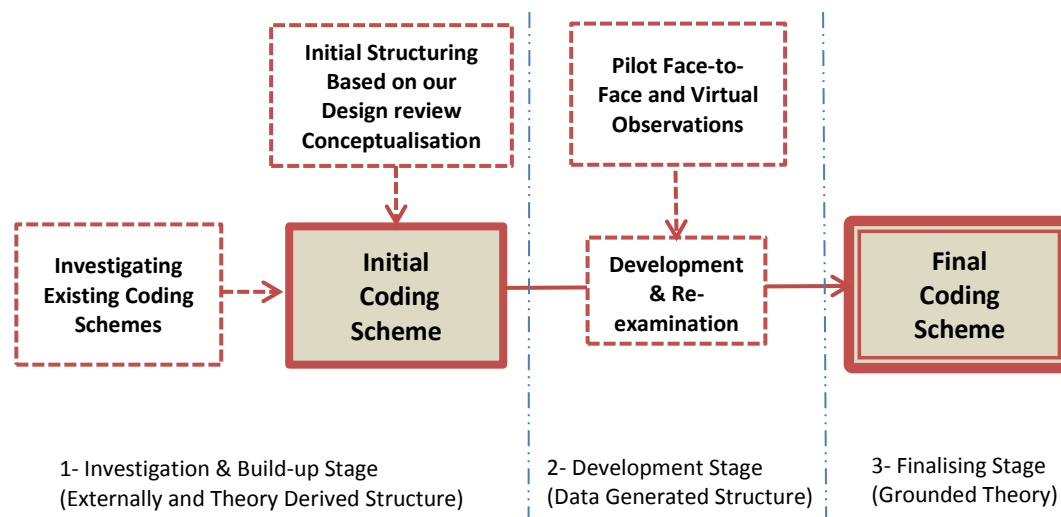 Initial Structuring
Based on our
Design review
Conceptualisation
Pilot Face-to-
Face and Virtual
Observations
Investigating
Existing Coding
Schemes
Initial
Coding
Scheme
Development
& Re-
examination
Final
Coding
Scheme
1- Investigation & Build-up Stage
(Externally and Theory Derived Structure)
2- Development Stage
(Data Generated Structure)
3- Finalising Stage
(Grounded Theory)